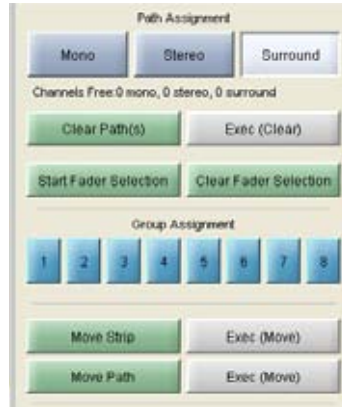 Path Assignment
Mono Stereo Surround
Channels Free:0 mono, 0 stereo, 0 surround
Clear Path(s) Exec (Clear)
Start Fader Selection Clear Fader Selection
Group Assignment
1 2 3 4 5 6 7 8
Move Strip Exec (Move)
Move Path Exec (Move)